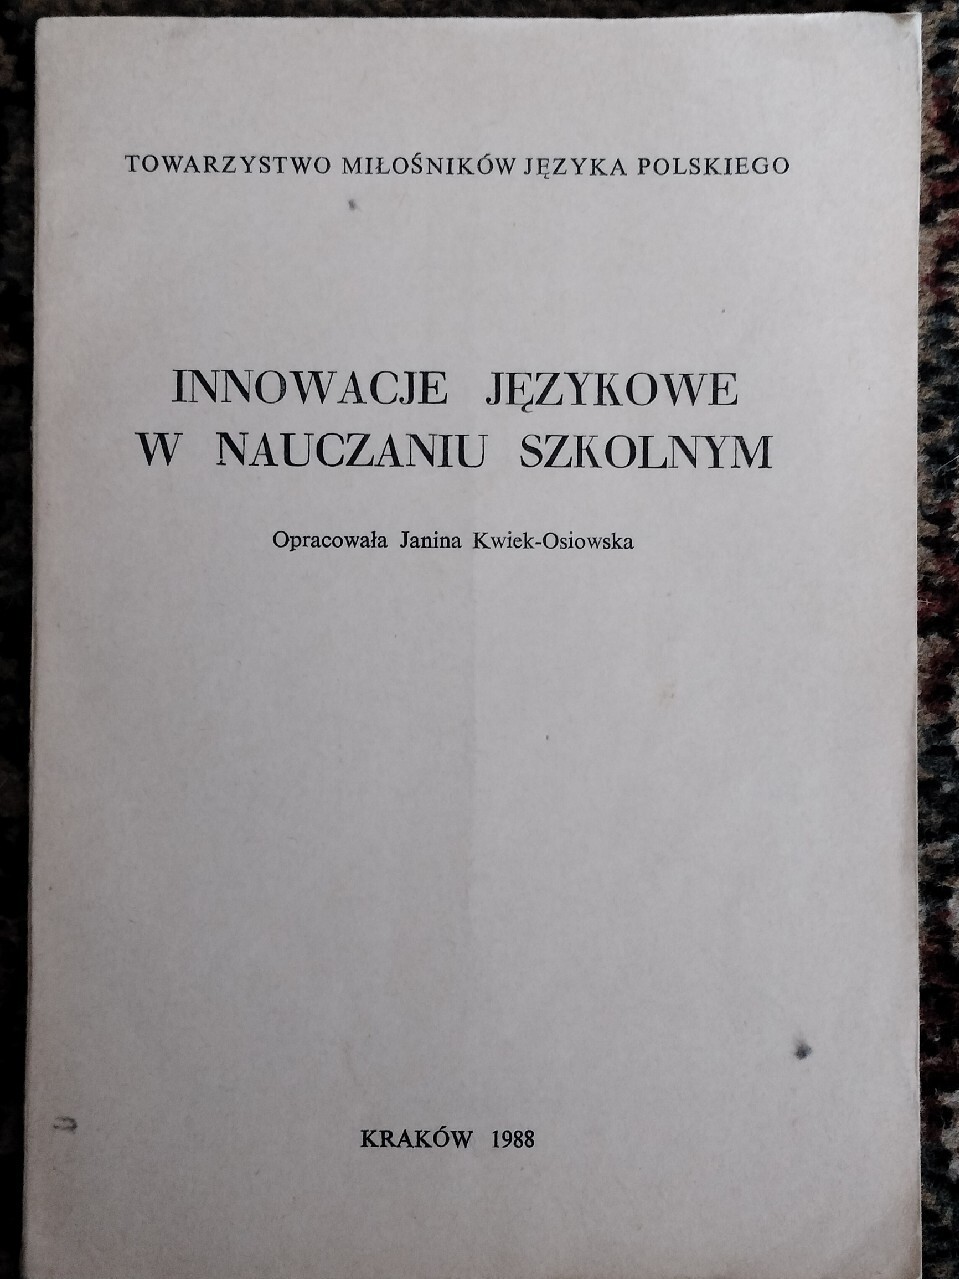 TOWARZYSTWO MIŁOŚNIKÓW JĘZYKA POLSKIEGO
INNOWACJE JĘZYKOWE
W NAUCZANIU SZKOLNYM
Opracowała Janina Kwiek-Osiowska
KRAKÓW 1988